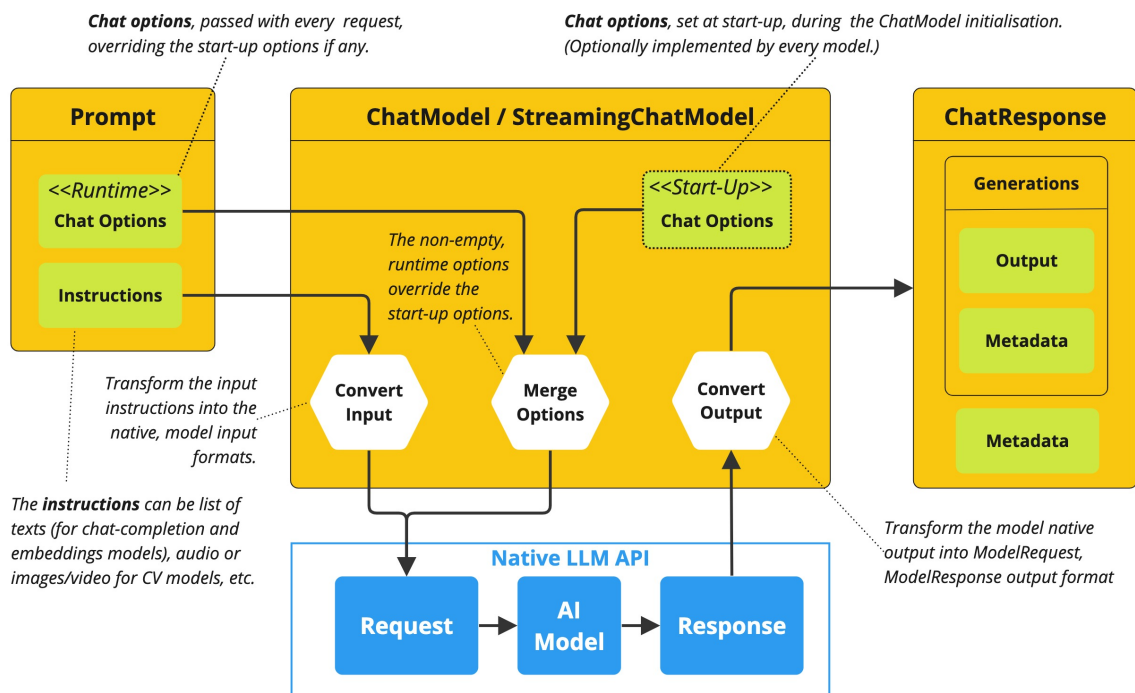 Chat options, passed with every request,
overriding the start-up options if any.
Chat options, set at start-up, during the ChatModel initialisation.
(Optionally implemented by every model.)
Prompt
<<Runtime>>
Chat Options
Instructions
ChatModel / StreamingChatModel
<<Start-Up>>
Chat Options
The non-empty,
runtime options
override the
start-up options.
Convert
Input
Merge
Options
Convert
Output
ChatResponse
Generations
Output
Metadata
Metadata
Transform the input
instructions into the
native, model input
formats.
The instructions can be list of
texts (for chat-completion and
embeddings models), audio or
images/video for CV models, etc.
Transform the model native
output into ModelRequest,
ModelResponse output format
Native LLM API
Request
AI
Model
Response